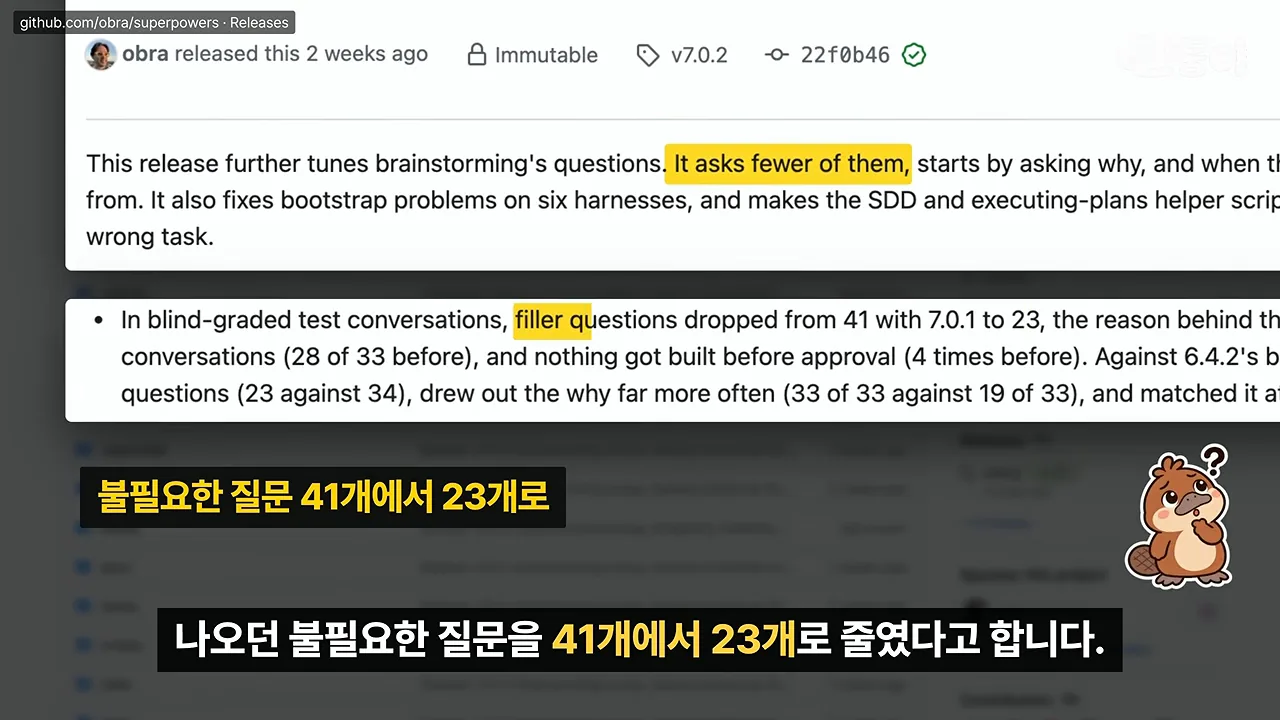 github.com/obra/superpowers · Releases
obra released this 2 weeks ago Immutable v7.0.2 22f0b46
This release further tunes brainstorming's questions. It asks fewer of them, starts by asking why, and when
from. It also fixes bootstrap problems on six harnesses, and makes the SDD and executing-plans helper
wrong task.
• In blind-graded test conversations, filler questions dropped from 41 with 7.0.1 to 23, the reason behind
conversations (28 of 33 before), and nothing got built before approval (4 times before). Against 6.4.2's
questions (23 against 34), drew out the why far more often (33 of 33 against 19 of 33), and matched it
불필요한 질문 41개에서 23개로
?
나오던 불필요한 질문을 41개에서 23개로 줄였다고 합니다.